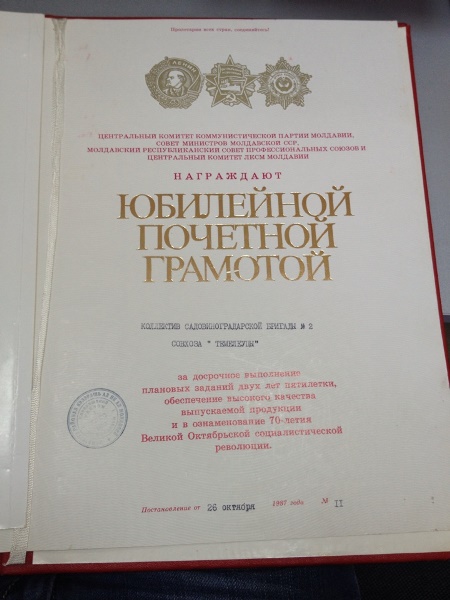 Пролетарии всех стран, соединяйтесь!
ЛЕНИН
ЦЕНТРАЛЬНЫЙ КОМИТЕТ КОММУНИСТИЧЕСКОЙ ПАРТИИ МОЛДАВИИ,
СОВЕТ МИНИСТРОВ МОЛДАВСКОЙ ССР,
МОЛДАВСКИЙ РЕСПУБЛИКАНСКИЙ СОВЕТ ПРОФЕССИОНАЛЬНЫХ СОЮЗОВ И
ЦЕНТРАЛЬНЫЙ КОМИТЕТ ЛКСМ МОЛДАВИИ
НАГРАЖДАЮТ
ЮБИЛЕЙНОЙ
ПОЧЕТНОЙ
ГРАМОТОЙ
КОЛЛЕКТИВ САДОВИНОГРАДАРСКОЙ БРИГАДЫ № 2
СОВХОЗА " ТЕМЕЛЕУЦЫ"
за досрочное выполнение
плановых заданий двух лет пятилетки,
обеспечение высокого качества
выпускаемой продукции
и в ознаменование 70-летия
Великой Октябрьской социалистической
революции.
Постановление от 26 октября 1987 года № II